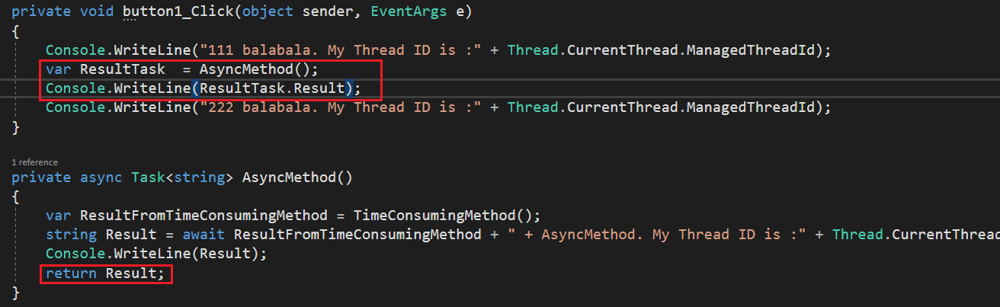 private void button1_Click(object sender, EventArgs e)
{
Console.WriteLine("111 balabala. My Thread ID is :" + Thread.CurrentThread.ManagedThreadId);
var ResultTask  = AsyncMethod();
Console.WriteLine(ResultTask.Result);
Console.WriteLine("222 balabala. My Thread ID is :" + Thread.CurrentThread.ManagedThreadId);
}
1 reference
private async Task<string> AsyncMethod()
{
var ResultFromTimeConsumingMethod = TimeConsumingMethod();
string Result = await ResultFromTimeConsumingMethod + " + AsyncMethod. My Thread ID is :" + Thread.CurrentThread
Console.WriteLine(Result);
return Result;
}